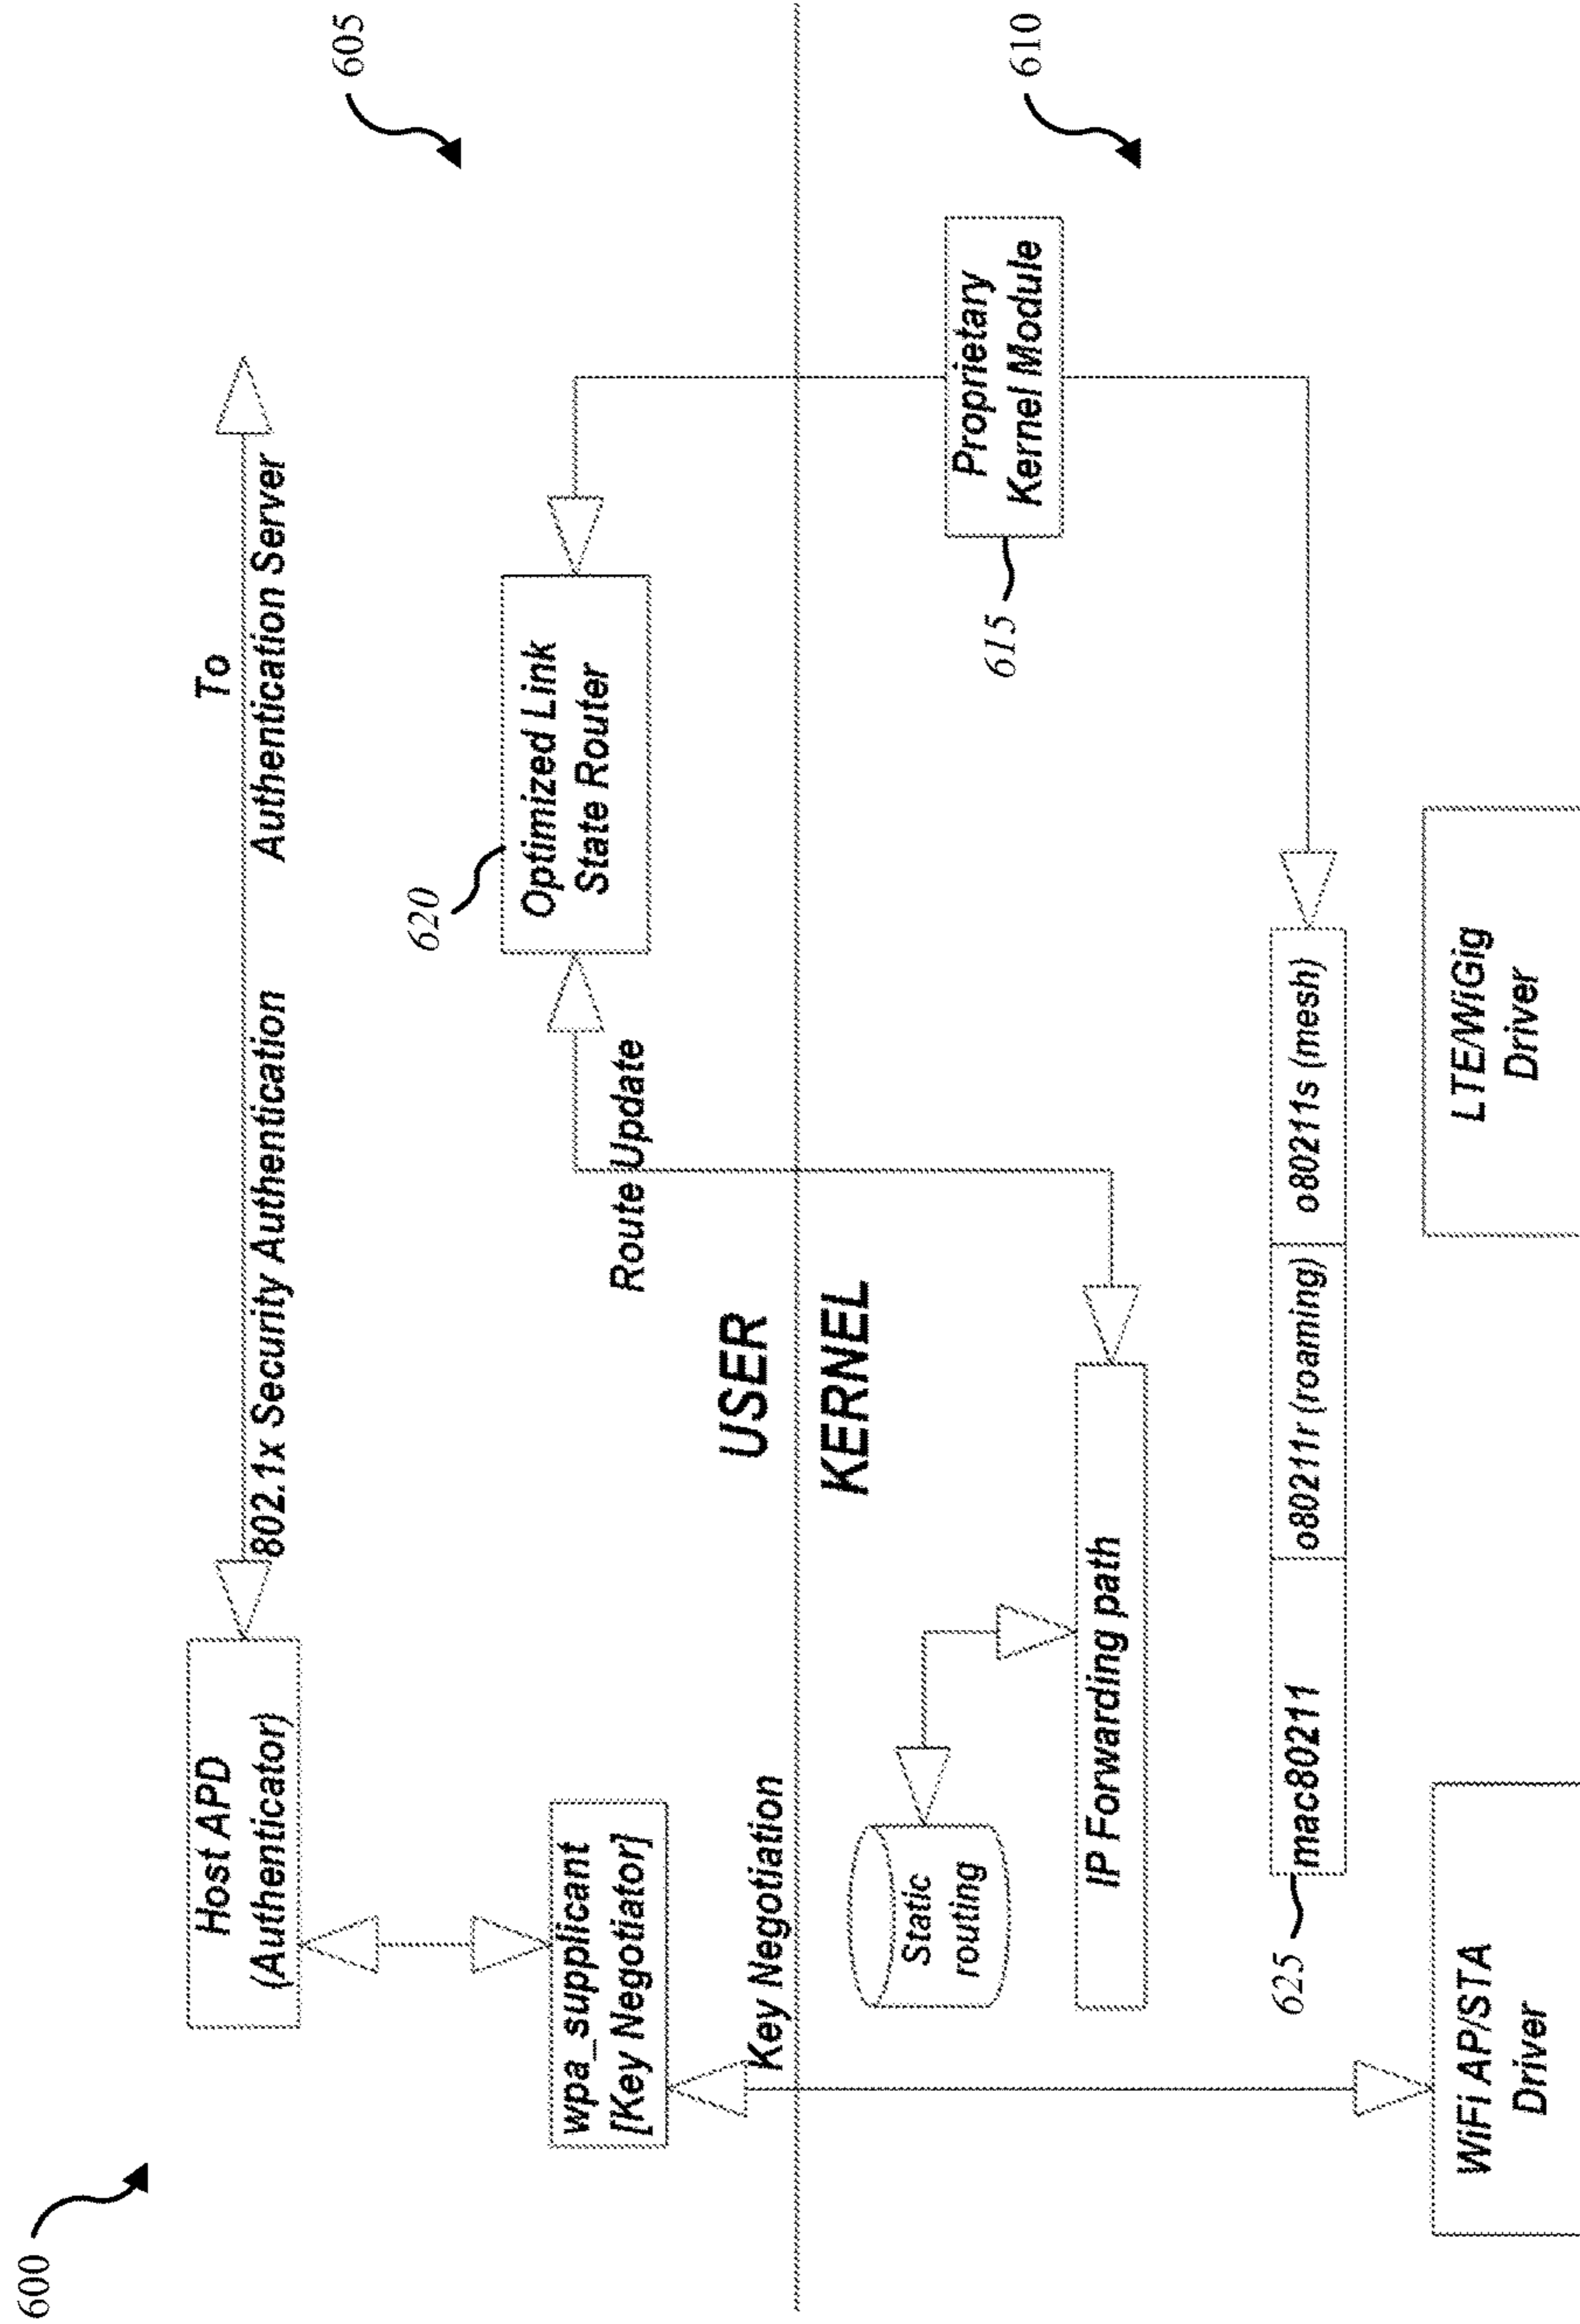 600
605
To
802.1x Security Authentication
Authentication Server
Host APD
(Authenticator)
620
Optimized Link
State Router
wpa_supplicant
[Key Negotiator]
Route Update
Key Negotiation
USER
KERNEL
610
Static
routing
Proprietary
Kernel Module
615
IP Forwarding path
625
mac80211
o80211r (roaming)
o80211s (mesh)
WiFi AP/STA
Driver
LTE/WiGig
Driver